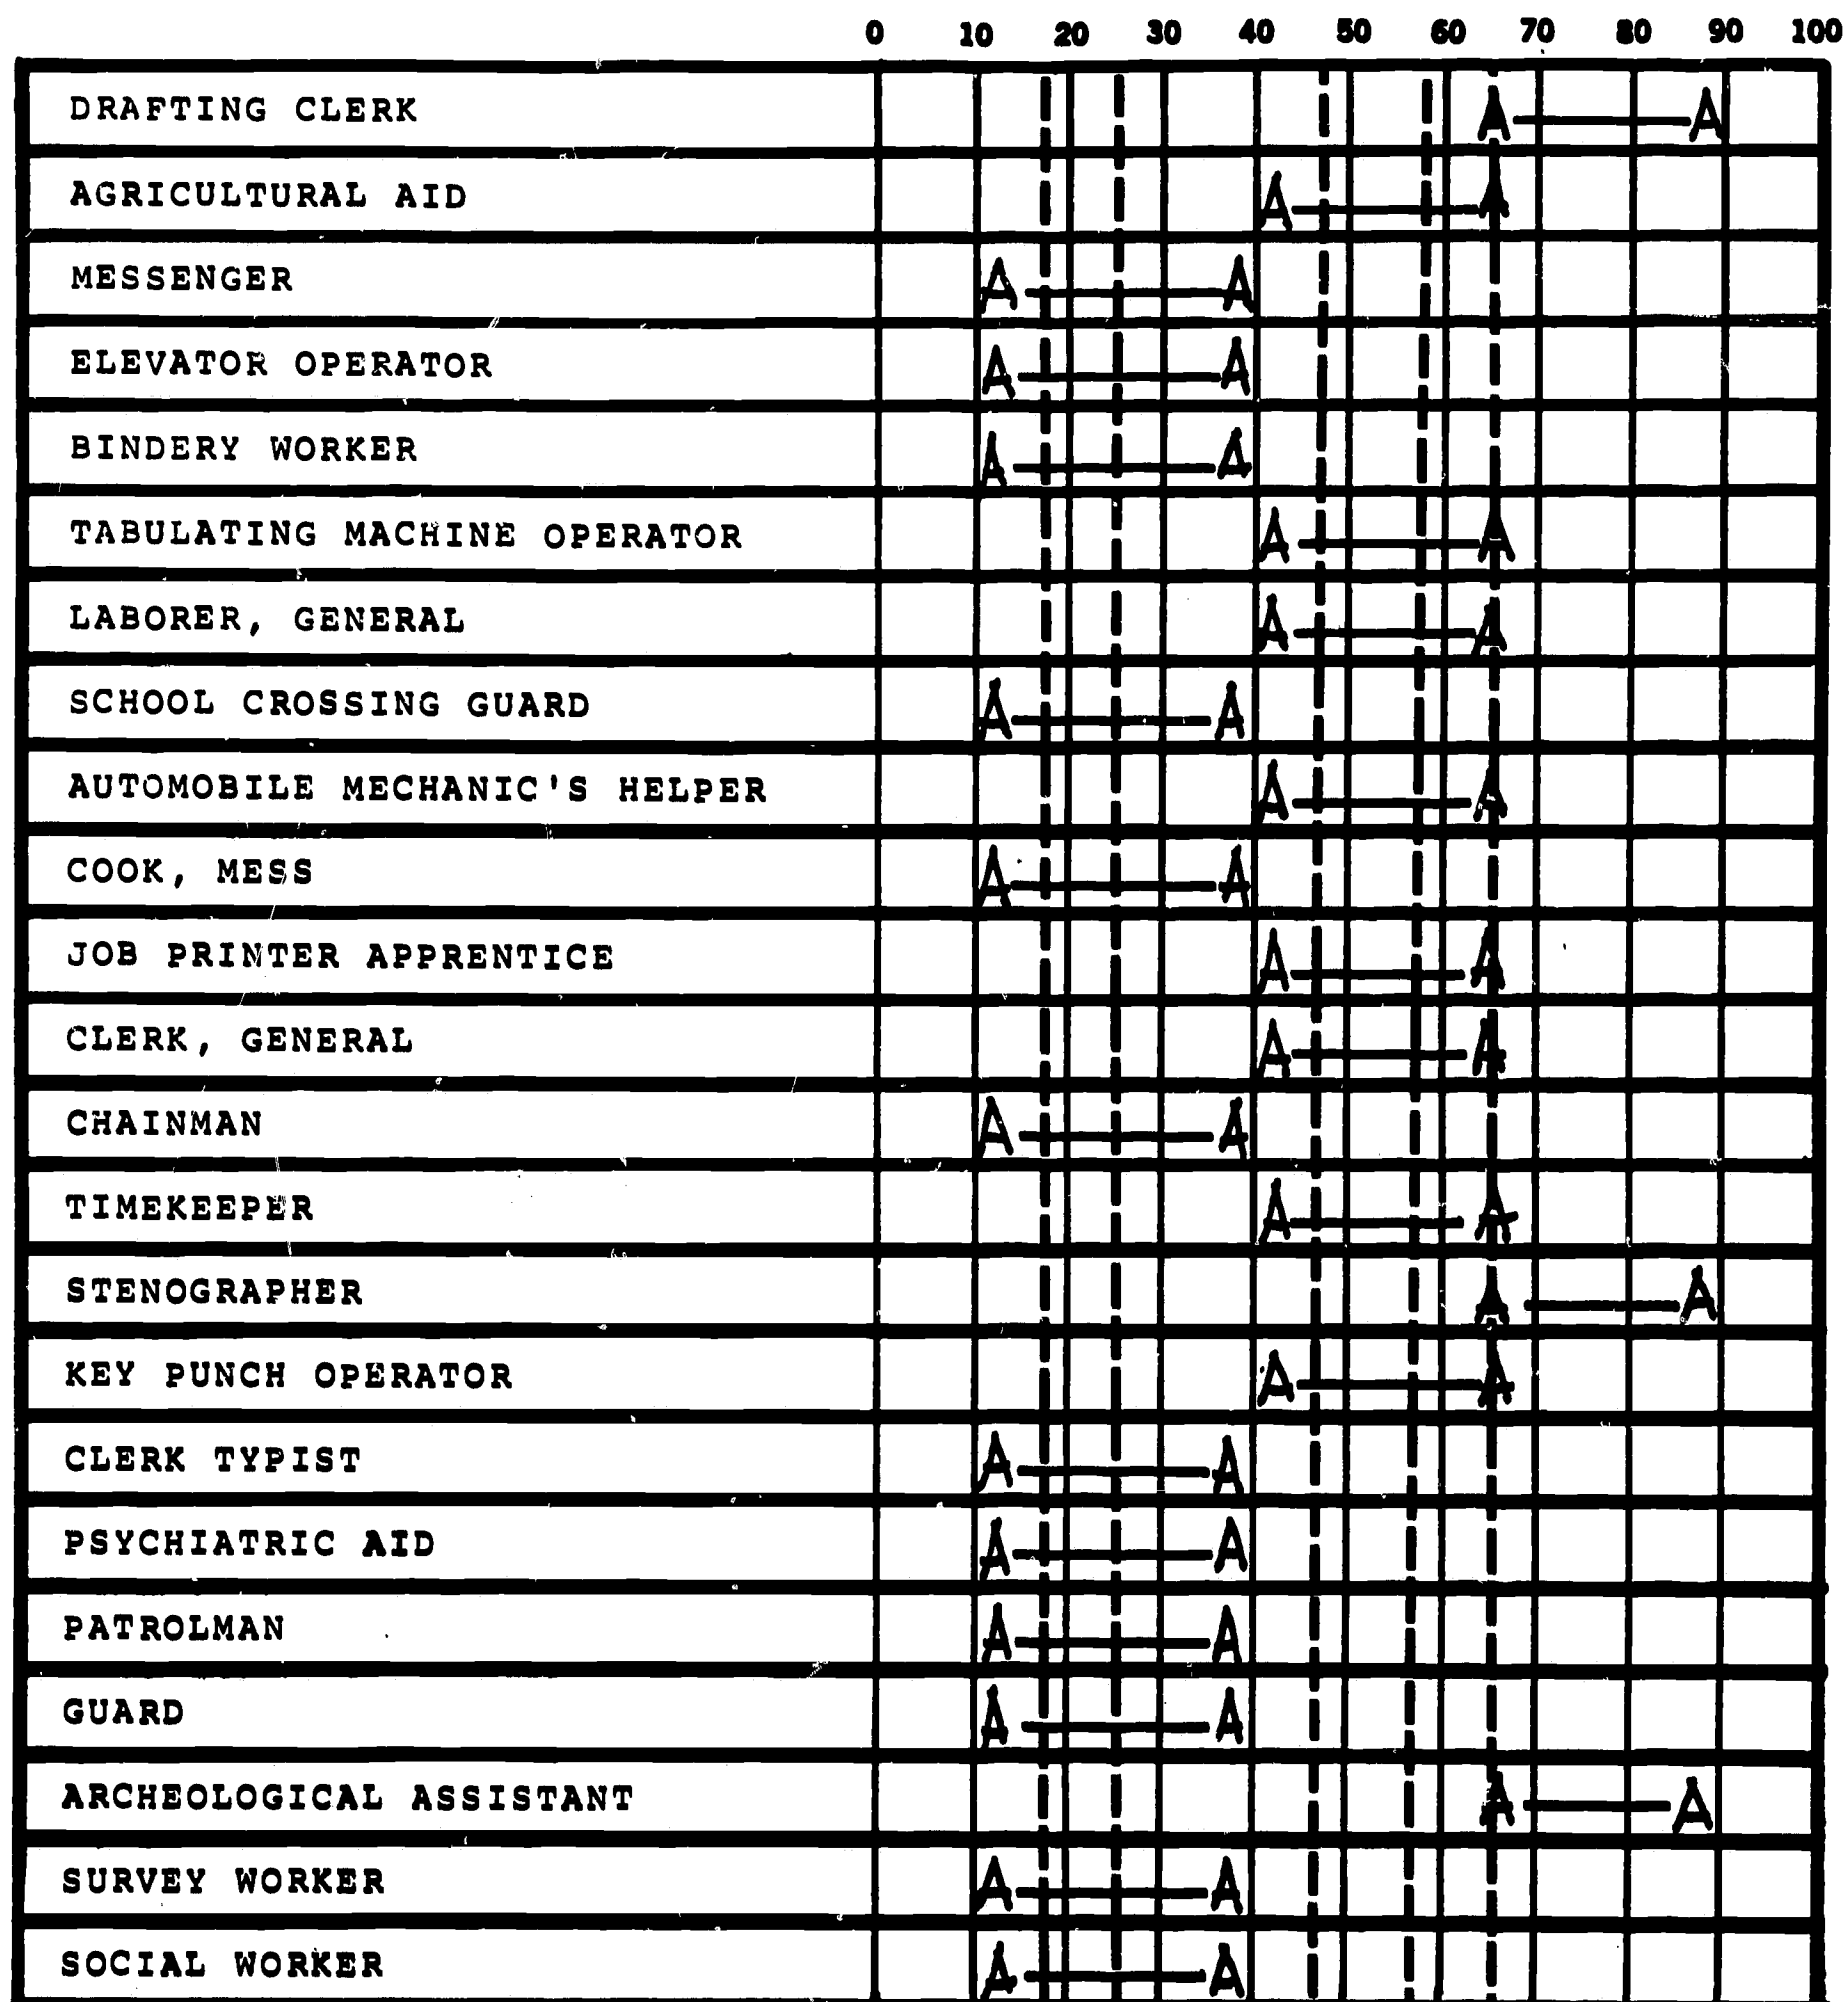 0 10 20 30 40 50 60 70 80 90 100
DRAFTING CLERK A A
AGRICULTURAL AID A A
MESSENGER A A
ELEVATOR OPERATOR A A
BINDERY WORKER A A
TABULATING MACHINE OPERATOR A A
LABORER, GENERAL A A
SCHOOL CROSSING GUARD A A
AUTOMOBILE MECHANIC'S HELPER A A
COOK, MESS A A
JOB PRINTER APPRENTICE A A
CLERK, GENERAL A A
CHAINMAN A A
TIMEKEEPER A A
STENOGRAPHER A A
KEY PUNCH OPERATOR A A
CLERK TYPIST A A
PSYCHIATRIC AID A A
PATROLMAN A A
GUARD A A
ARCHEOLOGICAL ASSISTANT A A
SURVEY WORKER A A
SOCIAL WORKER A A